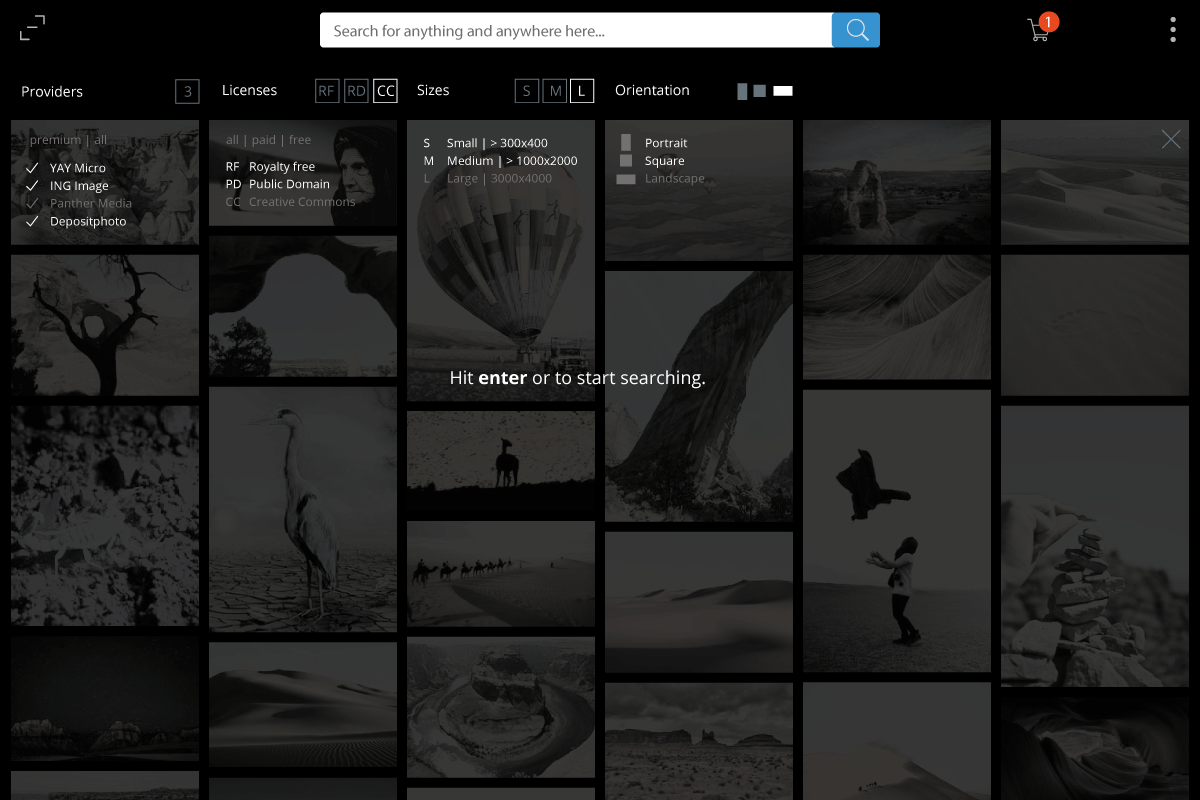 Search for anything and anywhere here...
1
Providers
3
Licenses
RF RD CC
Sizes
S M L
Orientation
premium | all
YAY Micro
ING Image
Panther Media
Depositphoto
all | paid | free
RF Royalty free
PD Public Domain
CC Creative Commons
S Small | > 300x400
M Medium | > 1000x2000
L Large | 3000x4000
Portrait
Square
Landscape
Hit enter or to start searching.